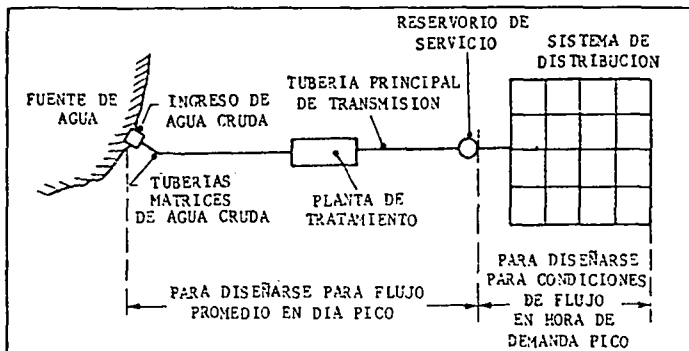 RESERVORIO DE
SERVICIO
SISTEMA DE
DISTRIBUCION
FUENTE DE
AGUA
INGRESO DE
AGUA CRUDA
TUBERIA PRINCIPAL
DE TRANSMISION
TUBERIAS
MATRICES
DE AGUA CRUDA
PLANTA DE
TRATAMIENTO
PARA DISEÑARSE PARA FLUJO
PROMEDIO EN DIA PICO
PARA DISEÑARSE
PARA CONDICIONES
DE FLUJO
EN HORA DE
DEMANDA PICO